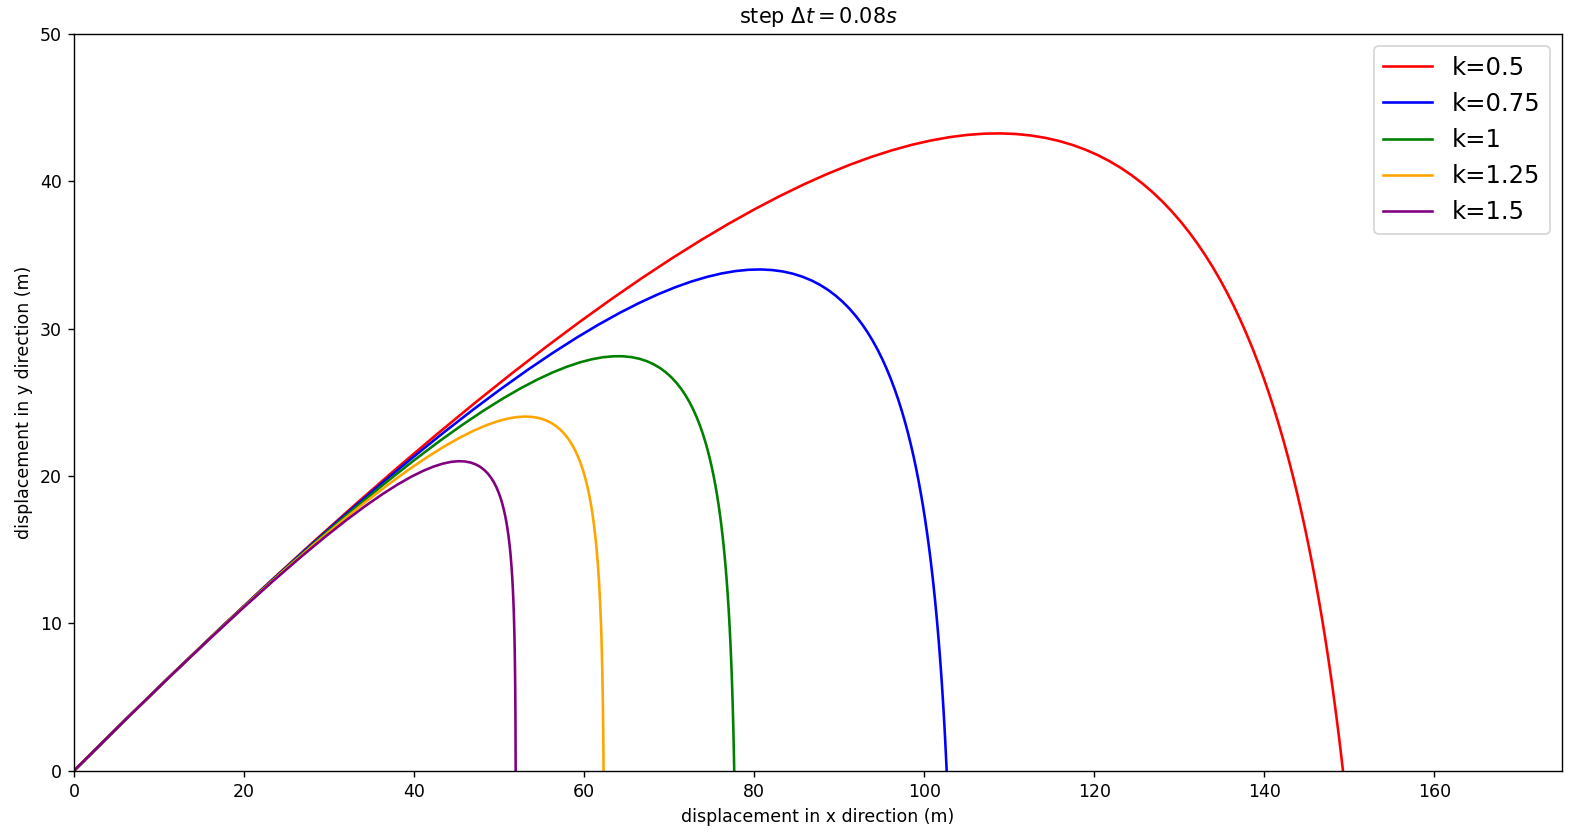 step Δt = 0.08s
50
40
30
20
10
0
displacement in y direction (m)
k=0.5
k=0.75
k=1
k=1.25
k=1.5
0 20 40 60 80 100 120 140 160
displacement in x direction (m)